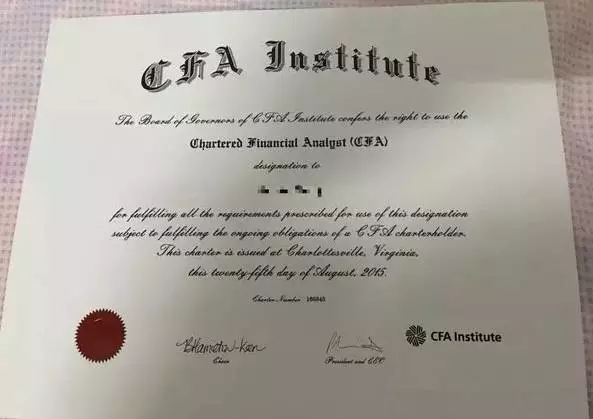 CFA Institute
The Board of Governors of CFA Institute confers the right to use the
Chartered Financial Analyst (CFA)
designation to
for fulfilling all the requirements prescribed for use of this designation
subject to fulfilling the ongoing obligations of a CFA charterholder.
This charter is issued at Charlottesville, Virginia,
this twenty-fifth day of August, 2015.
Charter Number
Chair
President and CEO
CFA Institute